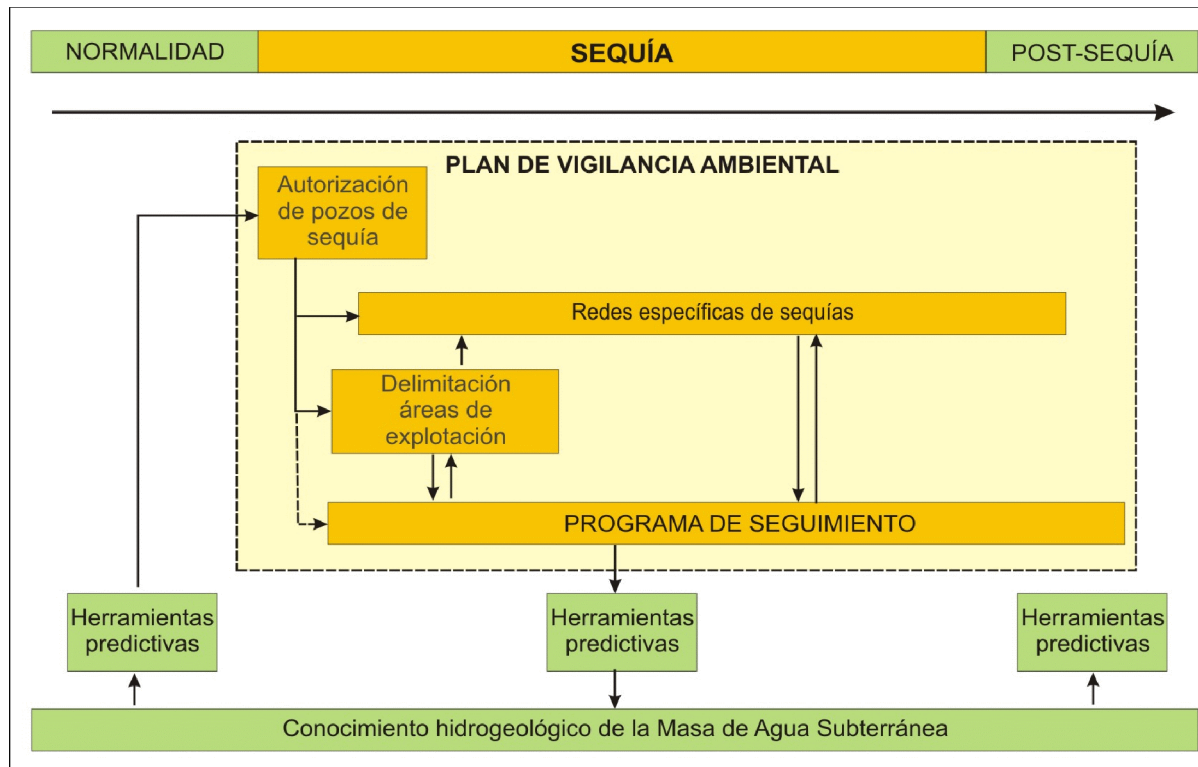 NORMALIDAD
SEQUÍA
POST-SEQUÍA
PLAN DE VIGILANCIA AMBIENTAL
Autorización
de pozos de
sequía
Redes específicas de sequías
Delimitación
áreas de
explotación
PROGRAMA DE SEGUIMIENTO
Herramientas
predictivas
Herramientas
predictivas
Herramientas
predictivas
Conocimiento hidrogeológico de la Masa de Agua Subterránea